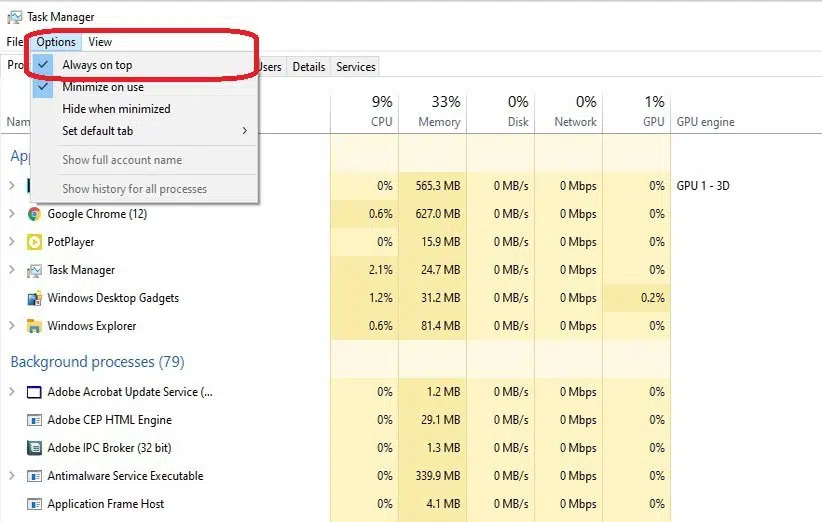 Task Manager
File Options View
Always on top
Users Details Services
Minimize on use
Hide when minimized
Set default tab
Show full account name
Show history for all processes
9% 33% 0% 0% 1%
CPU Memory Disk Network GPU GPU engine
0% 565.3 MB 0 MB/s 0 Mbps 0% GPU 1 - 3D
Google Chrome (12) 0.6% 627.0 MB 0 MB/s 0 Mbps 0%
PotPlayer 0% 15.9 MB 0 MB/s 0 Mbps 0%
Task Manager 2.1% 24.7 MB 0 MB/s 0 Mbps 0%
Windows Desktop Gadgets 1.2% 31.2 MB 0 MB/s 0 Mbps 0.2%
Windows Explorer 0.6% 81.4 MB 0 MB/s 0 Mbps 0%
Background processes (79)
Adobe Acrobat Update Service (... 0% 1.2 MB 0 MB/s 0 Mbps 0%
Adobe CEP HTML Engine 0% 29.1 MB 0 MB/s 0 Mbps 0%
Adobe IPC Broker (32 bit) 0% 1.3 MB 0 MB/s 0 Mbps 0%
Antimalware Service Executable 0% 339.9 MB 0 MB/s 0 Mbps 0%
Application Frame Host 0% 4.1 MB 0 MB/s 0 Mbps 0%